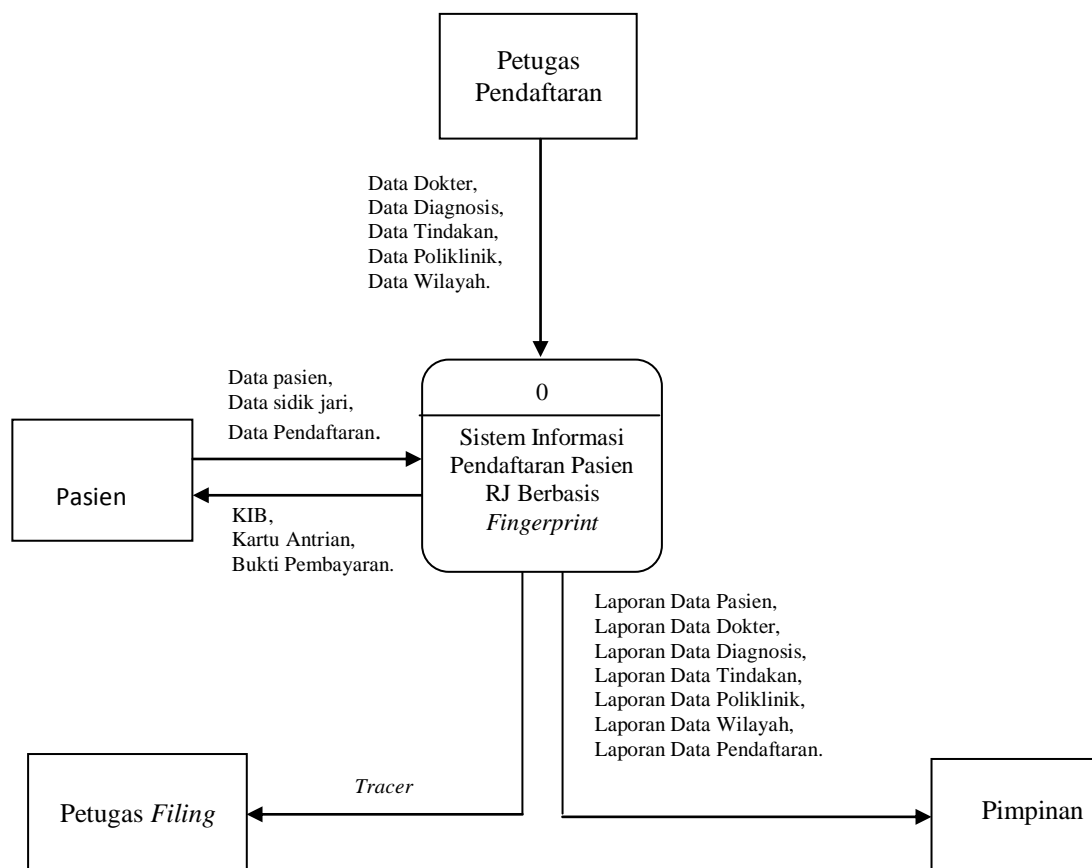 Petugas
Pendaftaran
Data Dokter,
Data Diagnosis,
Data Tindakan,
Data Poliklinik,
Data Wilayah.
Data pasien,
Data sidik jari,
Data Pendaftaran.
0
Sistem Informasi
Pendaftaran Pasien
RJ Berbasis
Fingerprint
Pasien
KIB,
Kartu Antrian,
Bukti Pembayaran.
Laporan Data Pasien,
Laporan Data Dokter,
Laporan Data Diagnosis,
Laporan Data Tindakan,
Laporan Data Poliklinik,
Laporan Data Wilayah,
Laporan Data Pendaftaran.
Tracer
Petugas Filing
Pimpinan